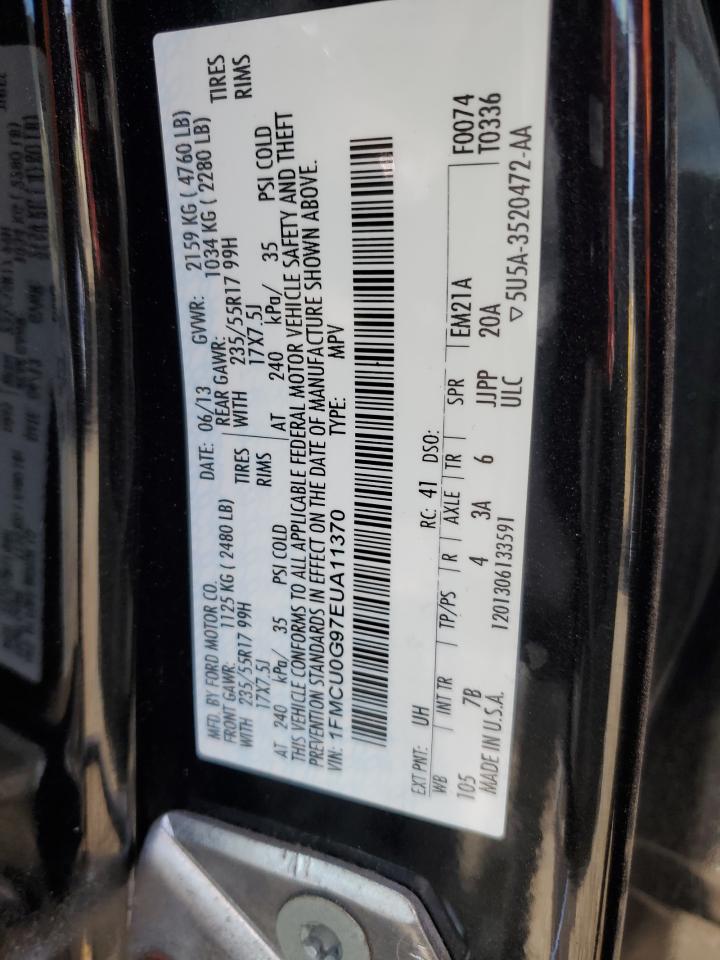 MFD. BY FORD MOTOR CO.
DATE: 06/13 GVWR: 2159 KG ( 4760 LB)
FRONT GAWR: 1125 KG ( 2480 LB) REAR GAWR: 1034 KG ( 2280 LB)
WITH 235/55R17 99H TIRES WITH 235/55R17 99H TIRES
17X7.5J RIMS 17X7.5J RIMS
AT 240 kPa/ 35 PSI COLD AT 240 kPa/ 35 PSI COLD
THIS VEHICLE CONFORMS TO ALL APPLICABLE FEDERAL MOTOR VEHICLE SAFETY AND THEFT
PREVENTION STANDARDS IN EFFECT ON THE DATE OF MANUFACTURE SHOWN ABOVE.
VIN: 1FMCU0G97EUA11370 TYPE: MPV
EXT PNT: UH RC: 41 DSO:
WB INT TR TP/PS R AXLE TR SPR EM21A F0074
105 7B 4 3A 6 JJPP 20A T0336
MADE IN U.S.A. 1201306133591 ULC ▽5U5A-3520472-AA